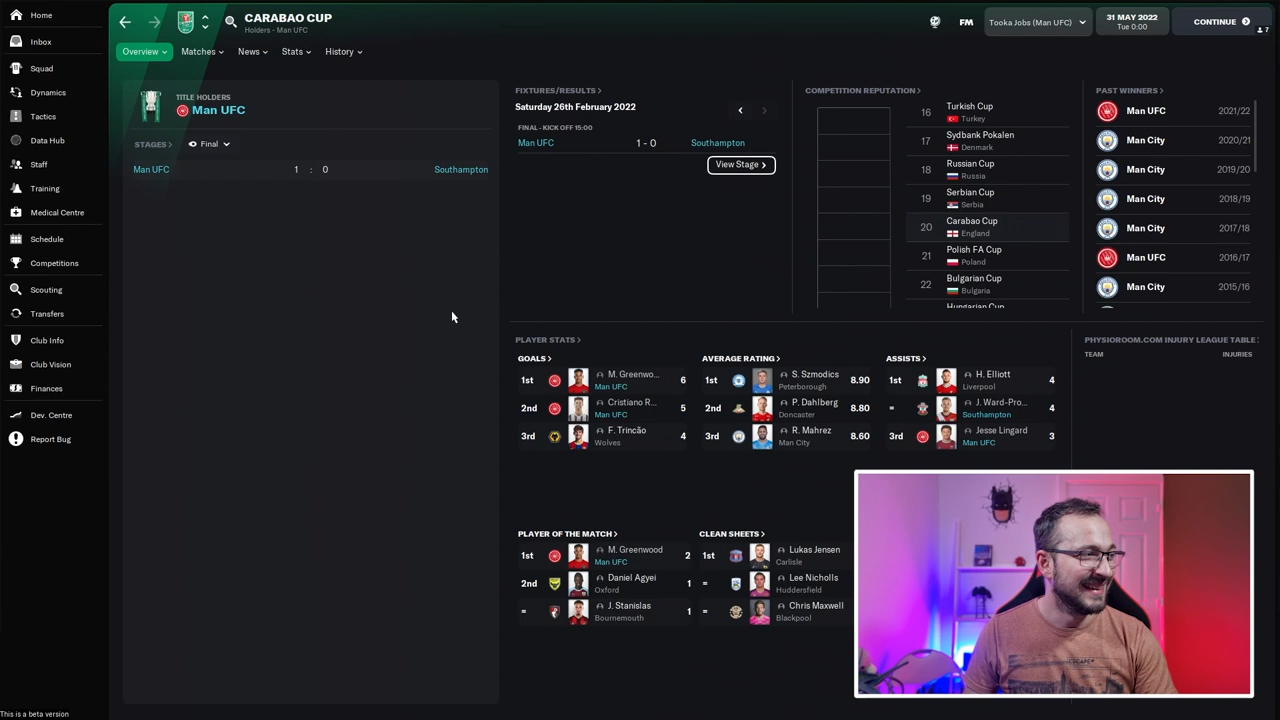 Home
Inbox
Squad
Dynamics
Tactics
Data Hub
Staff
Training
Medical Centre
Schedule
Competitions
Scouting
Transfers
Club Info
Club Vision
Finances
Dev. Centre
Report Bug
This is a beta version
CARABAO CUP
Holders - Man UFC
FM
Tooka Jobs (Man UFC)
31 MAY 2022
Tue 0:00
CONTINUE
7
Overview
Matches
News
Stats
History
TITLE HOLDERS
Man UFC
STAGES
Final
Man UFC 1 : 0 Southampton
FIXTURES/RESULTS
Saturday 26th February 2022
FINAL - KICK OFF 15:00
Man UFC 1 - 0 Southampton
View Stage
COMPETITION REPUTATION
16 Turkish Cup
Turkey
17 Sydbank Pokalen
Denmark
18 Russian Cup
Russia
19 Serbian Cup
Serbia
20 Carabao Cup
England
21 Polish FA Cup
Poland
22 Bulgarian Cup
Bulgaria
Hungarian Cup
PAST WINNERS
Man UFC 2021/22
Man City 2020/21
Man City 2019/20
Man City 2018/19
Man City 2017/18
Man UFC 2016/17
Man City 2015/16
PLAYER STATS
GOALS
1st M. Greenwo... 6
Man UFC
2nd Cristiano R... 5
Man UFC
3rd F. Trincão 4
Wolves
AVERAGE RATING
1st S. Szmodics 8.90
Peterborough
2nd P. Dahlberg 8.80
Doncaster
3rd R. Mahrez 8.60
Man City
ASSISTS
1st H. Elliott 4
Liverpool
= J. Ward-Pro... 4
Southampton
3rd Jesse Lingard 3
Man UFC
PHYSIOROOM.COM INJURY LEAGUE TABLE
TEAM INJURIES
PLAYER OF THE MATCH
1st M. Greenwood 2
Man UFC
2nd Daniel Agyei 1
Oxford
= J. Stanislas 1
Bournemouth
CLEAN SHEETS
1st Lukas Jensen
Carlisle
= Lee Nicholls
Huddersfield
= Chris Maxwell
Blackpool